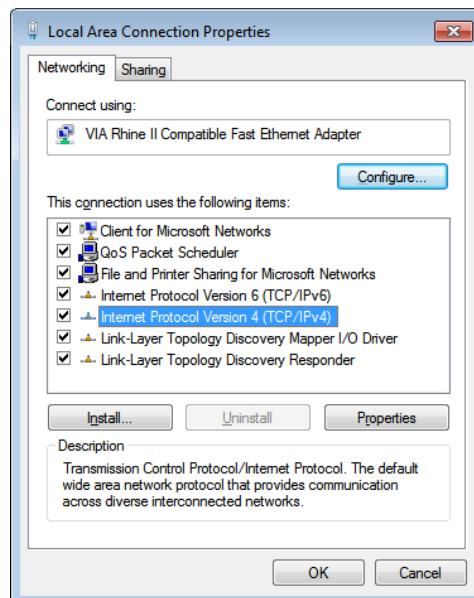 Local Area Connection Properties
Networking
Sharing
Connect using:
VIA Rhine II Compatible Fast Ethernet Adapter
Configure...
This connection uses the following items:
Client for Microsoft Networks
QoS Packet Scheduler
File and Printer Sharing for Microsoft Networks
Internet Protocol Version 6 (TCP/IPv6)
Internet Protocol Version 4 (TCP/IPv4)
Link-Layer Topology Discovery Mapper I/O Driver
Link-Layer Topology Discovery Responder
Install...
Uninstall
Properties
Description
Transmission Control Protocol/Internet Protocol. The default
wide area network protocol that provides communication
across diverse interconnected networks.
OK
Cancel